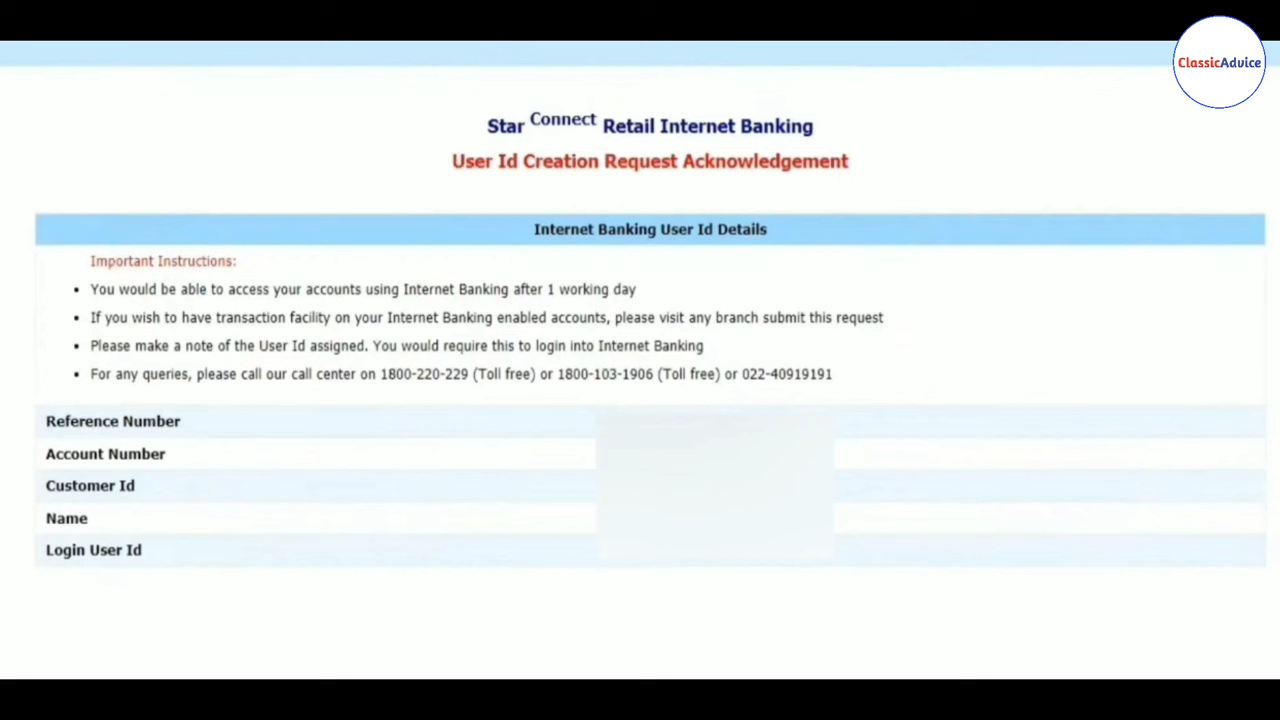 ClassicAdvice
Star Connect Retail Internet Banking
User Id Creation Request Acknowledgement
Internet Banking User Id Details
Important Instructions:
• You would be able to access your accounts using Internet Banking after 1 working day
• If you wish to have transaction facility on your Internet Banking enabled accounts, please visit any branch submit this request
• Please make a note of the User Id assigned. You would require this to login into Internet Banking
• For any queries, please call our call center on 1800-220-229 (Toll free) or 1800-103-1906 (Toll free) or 022-40919191
Reference Number
Account Number
Customer Id
Name
Login User Id